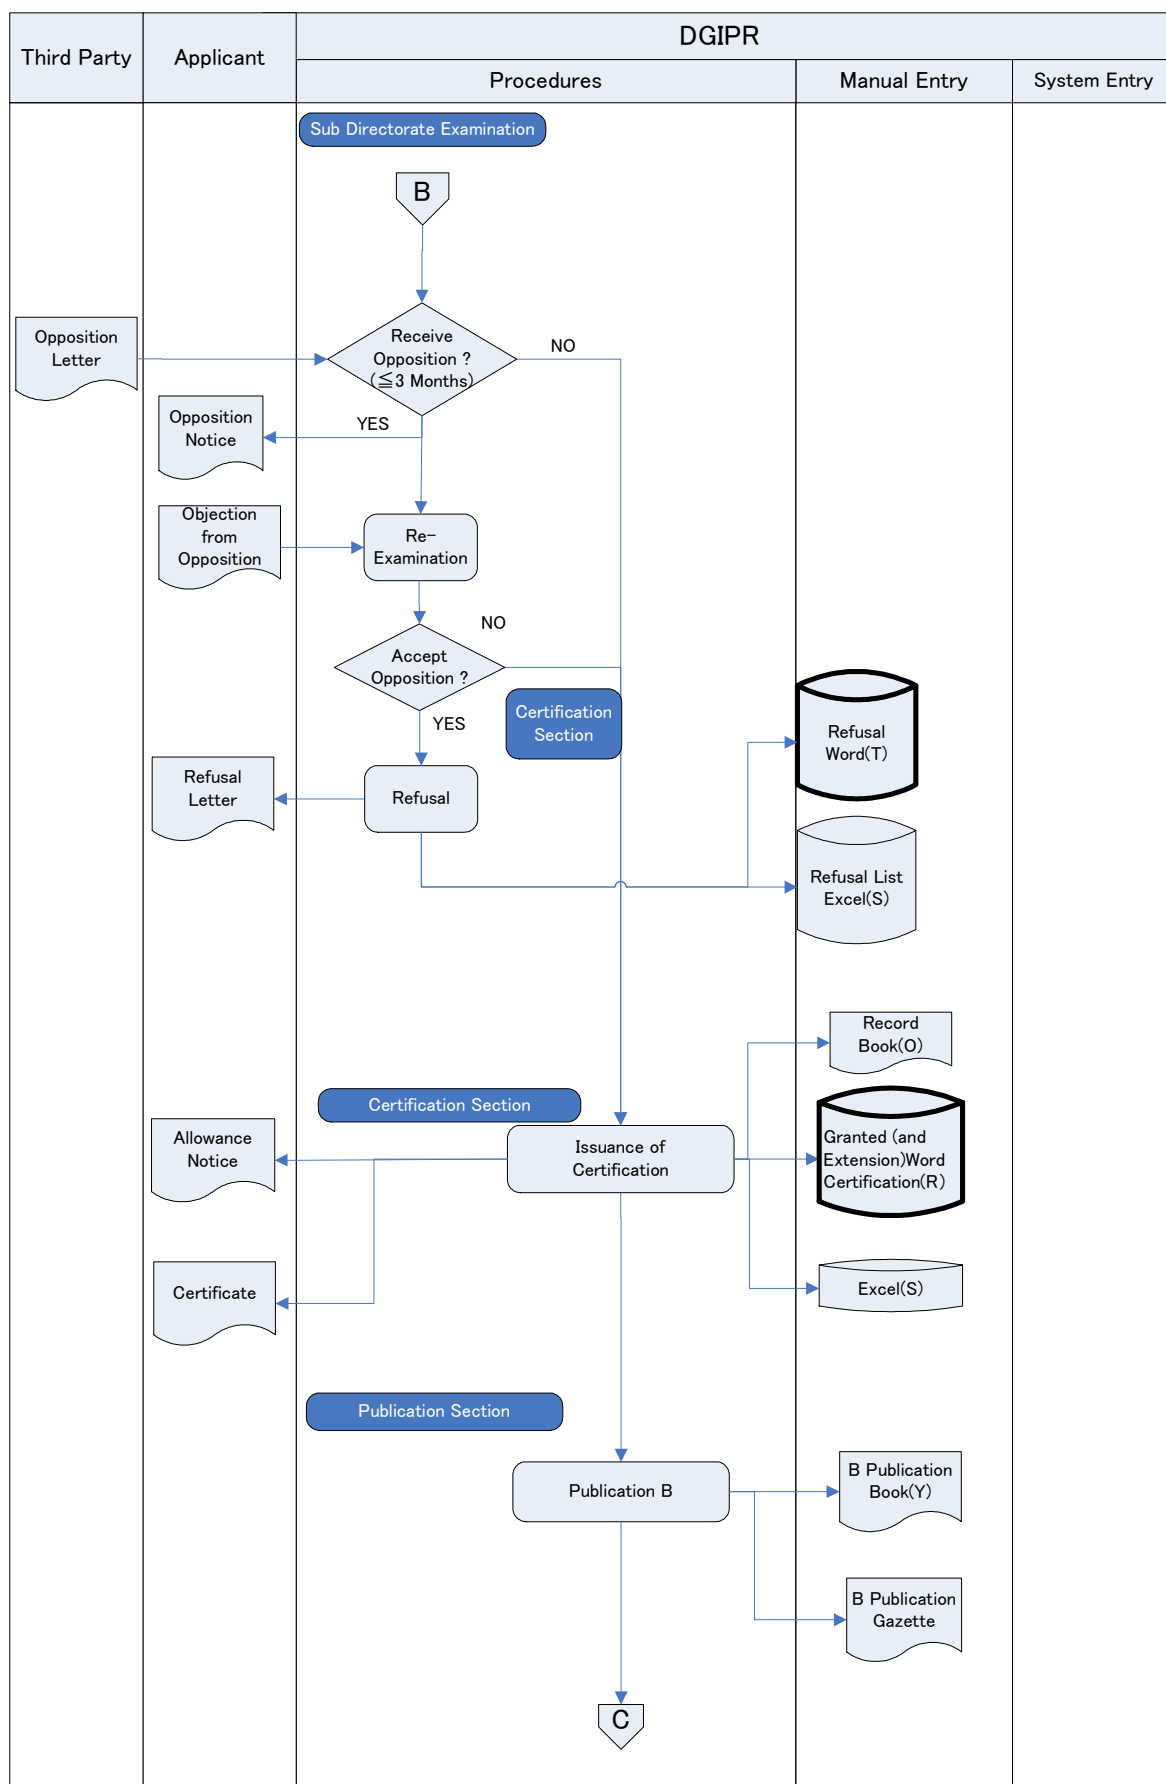 Third Party
Applicant
DGIPR
Procedures
Manual Entry
System Entry
Sub Directorate Examination
B
Opposition
Letter
Receive
Opposition ?
(≦3 Months)
NO
YES
Opposition
Notice
Objection
from
Opposition
Re-
Examination
NO
Accept
Opposition ?
YES
Certification
Section
Refusal
Word(T)
Refusal
Letter
Refusal
Refusal List
Excel(S)
Record
Book(O)
Certification Section
Allowance
Notice
Issuance of
Certification
Granted (and
Extension)Word
Certification(R)
Certificate
Excel(S)
Publication Section
Publication B
B Publication
Book(Y)
B Publication
Gazette
C